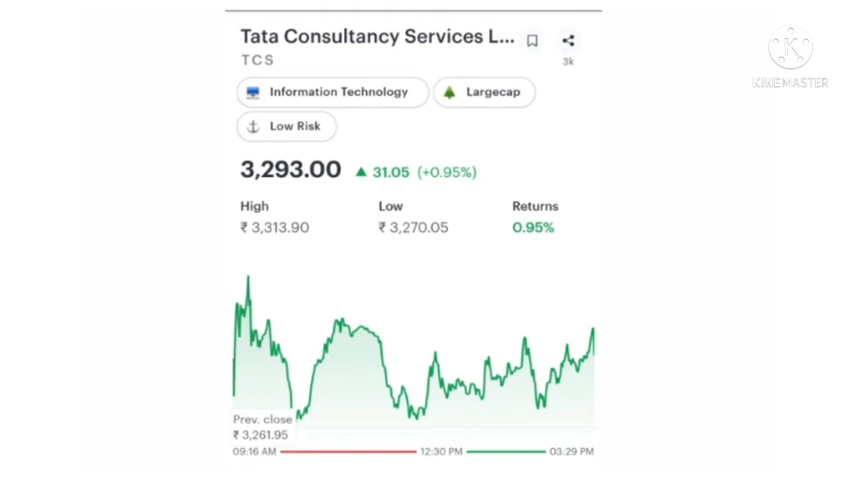 Tata Consultancy Services L...
TCS
3k
KINEMASTER
Information Technology
Largecap
Low Risk
3,293.00 ▲ 31.05 (+0.95%)
High Low Returns
₹ 3,313.90 ₹ 3,270.05 0.95%
Prev. close
₹ 3,261.95
09:16 AM 12:30 PM 03:29 PM